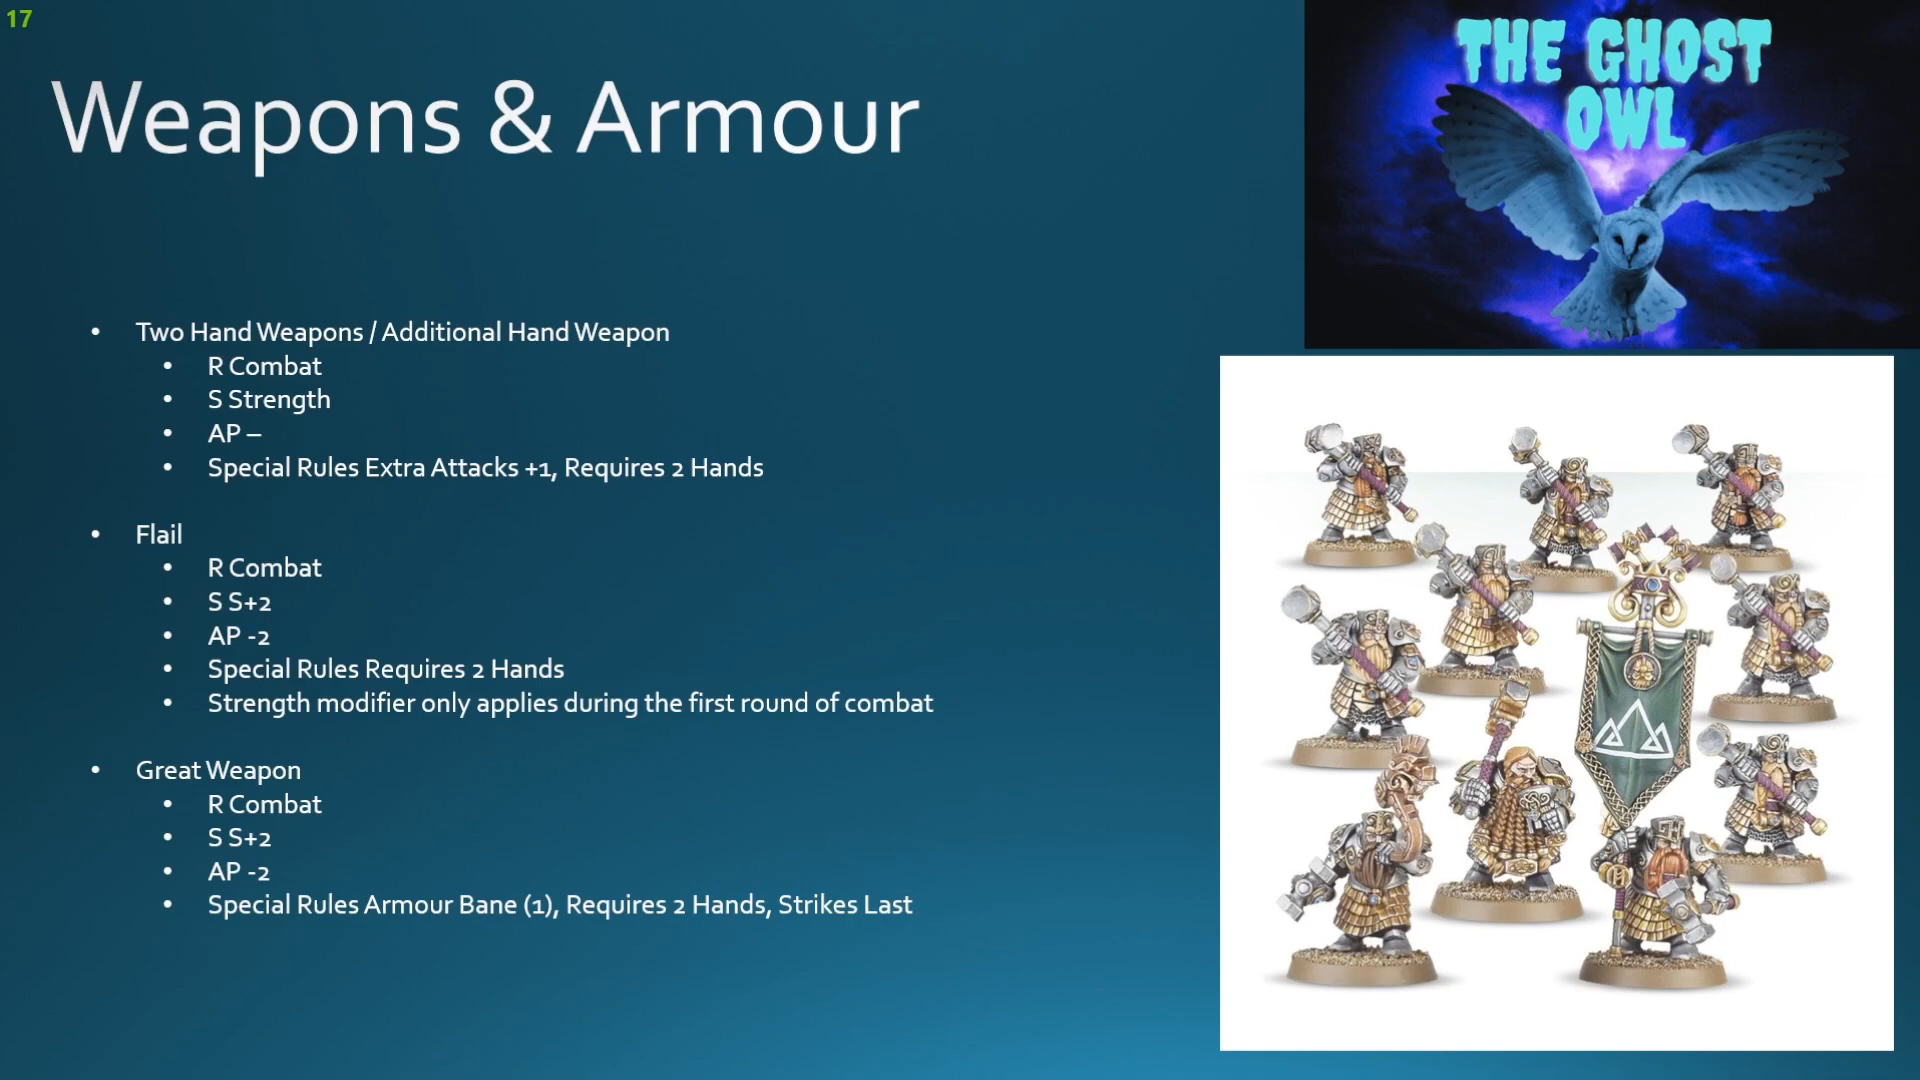 17
Weapons & Armour
THE GHOST
OWL
• Two Hand Weapons / Additional Hand Weapon
• R Combat
• S Strength
• AP –
• Special Rules Extra Attacks +1, Requires 2 Hands
• Flail
• R Combat
• S S+2
• AP -2
• Special Rules Requires 2 Hands
• Strength modifier only applies during the first round of combat
• Great Weapon
• R Combat
• S S+2
• AP -2
• Special Rules Armour Bane (1), Requires 2 Hands, Strikes Last